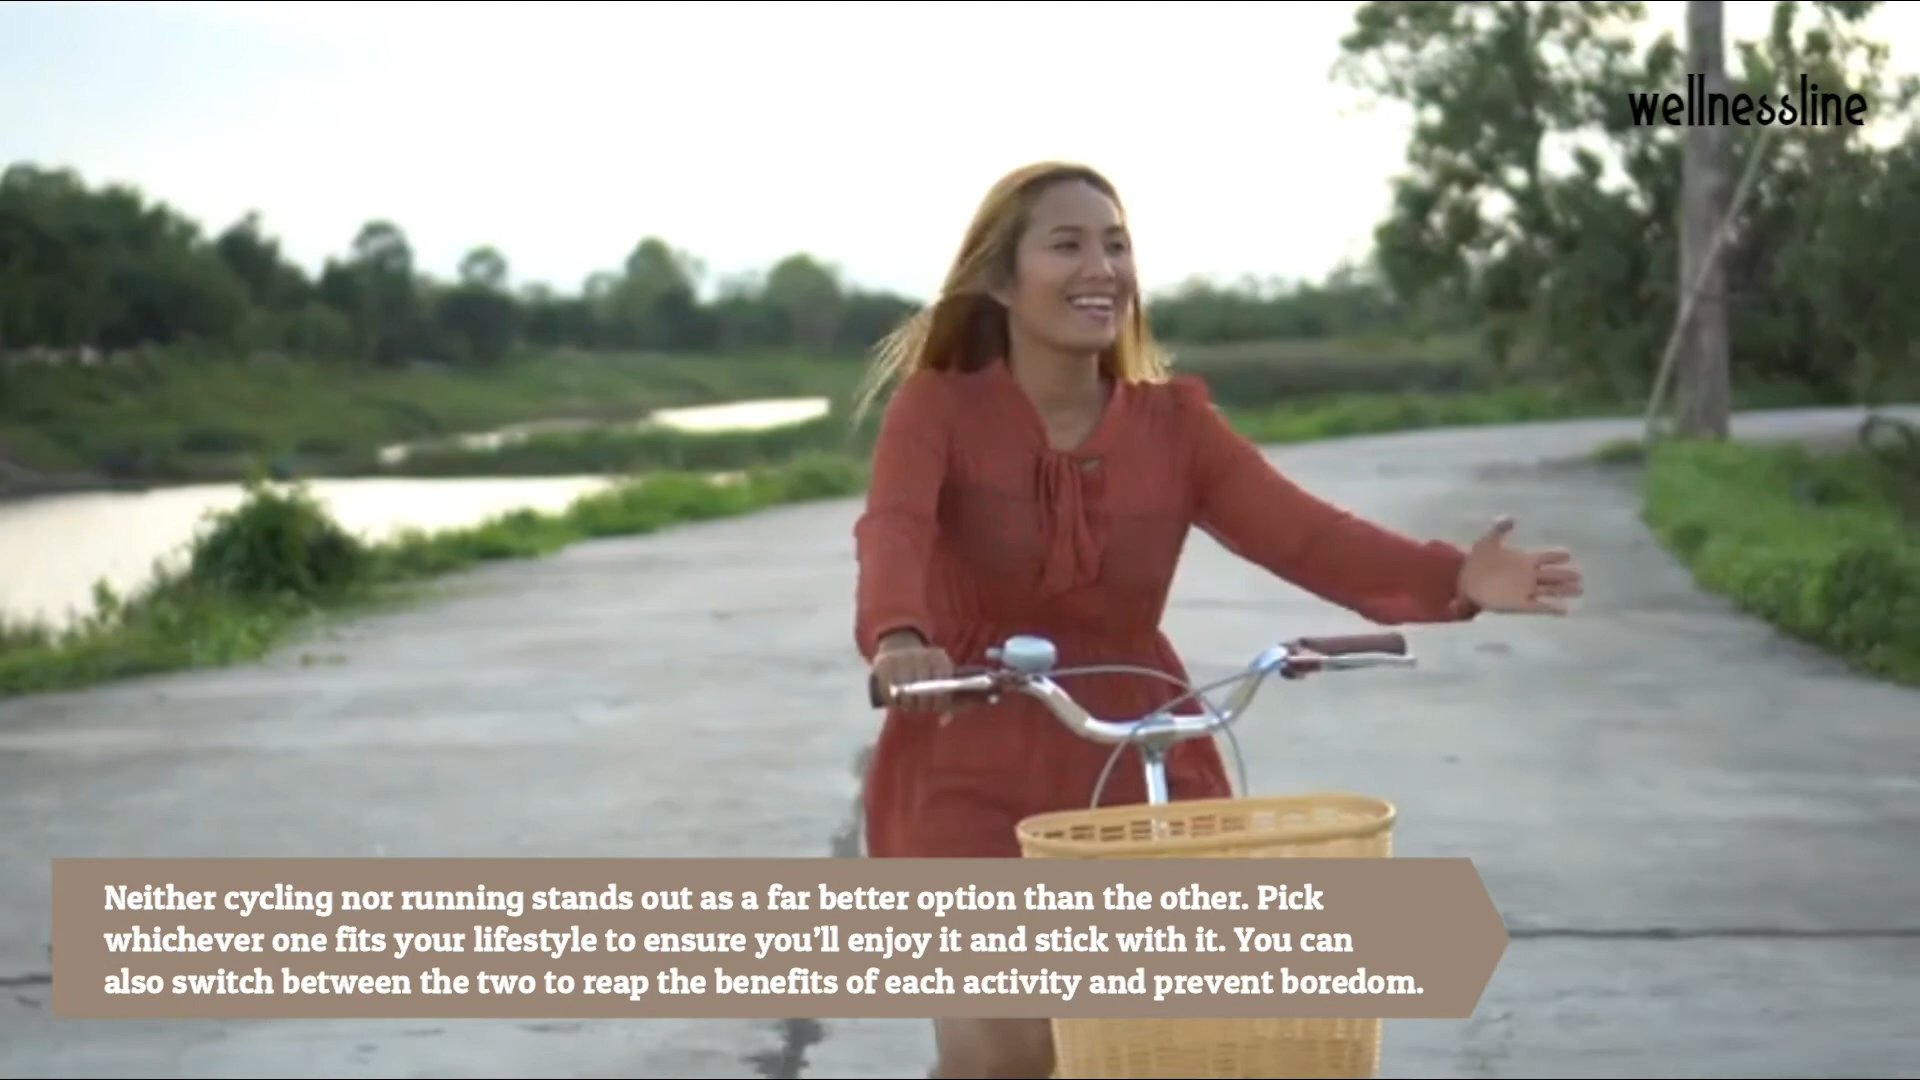 wellnessline
Neither cycling nor running stands out as a far better option than the other. Pick
whichever one fits your lifestyle to ensure you’ll enjoy it and stick with it. You can
also switch between the two to reap the benefits of each activity and prevent boredom.